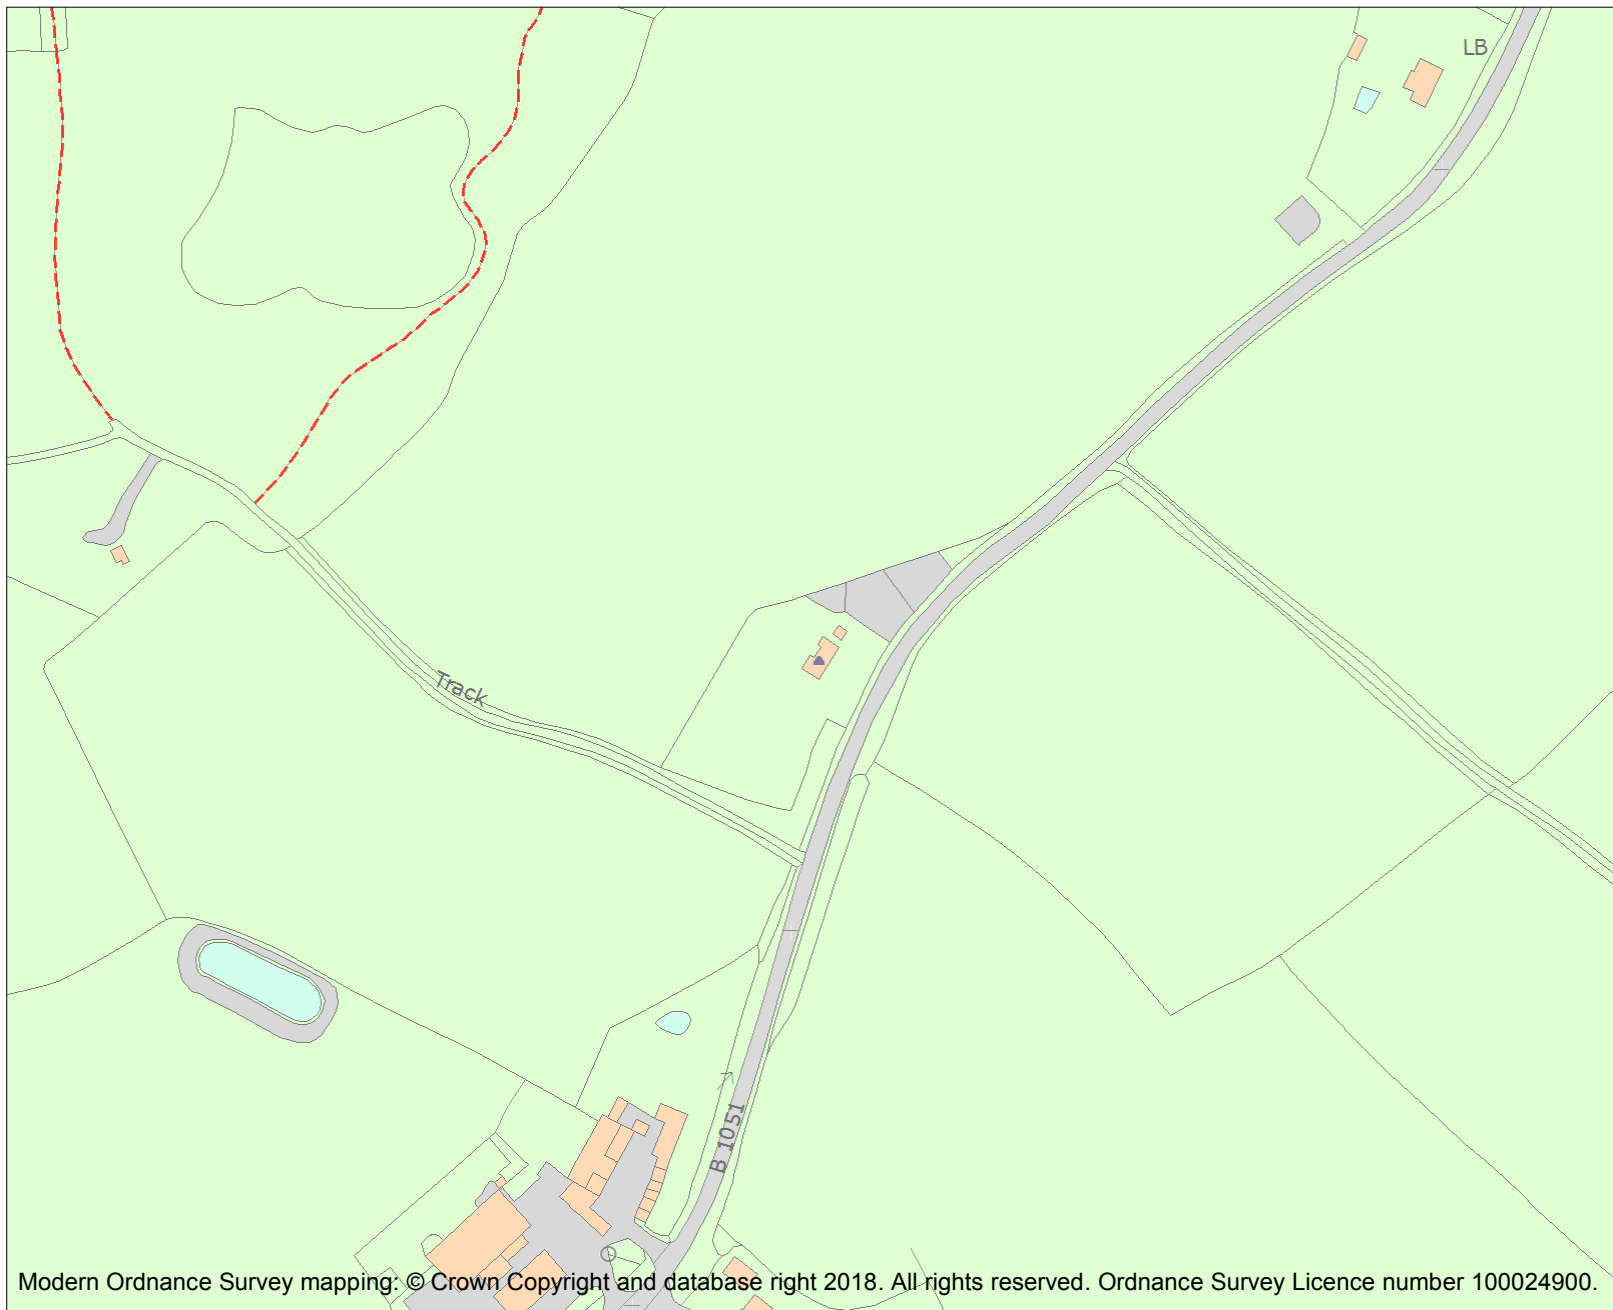 LB
Track
B 1051
Modern Ordnance Survey mapping: © Crown Copyright and database right 2018. All rights reserved. Ordnance Survey Licence number 100024900.